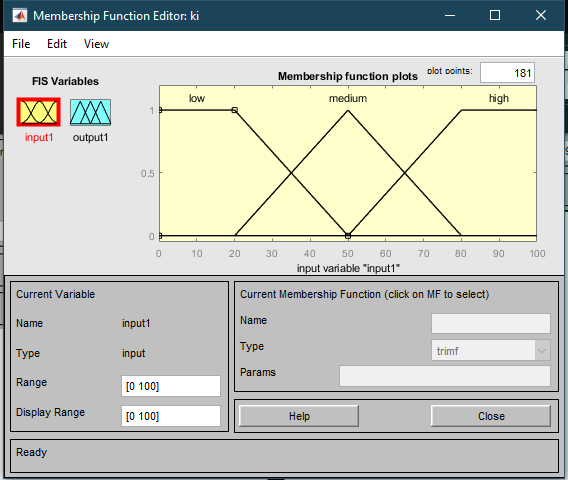 Membership Function Editor: ki
File Edit View
FIS Variables
input1
output1
Membership function plots
plot points:
181
low
medium
high
1
0.5
0
0 10 20 30 40 50 60 70 80 90 100
input variable "input1"
Current Variable
Name input1
Type input
Range [0 100]
Display Range [0 100]
Current Membership Function (click on MF to select)
Name
Type trimf
Params
Help
Close
Ready